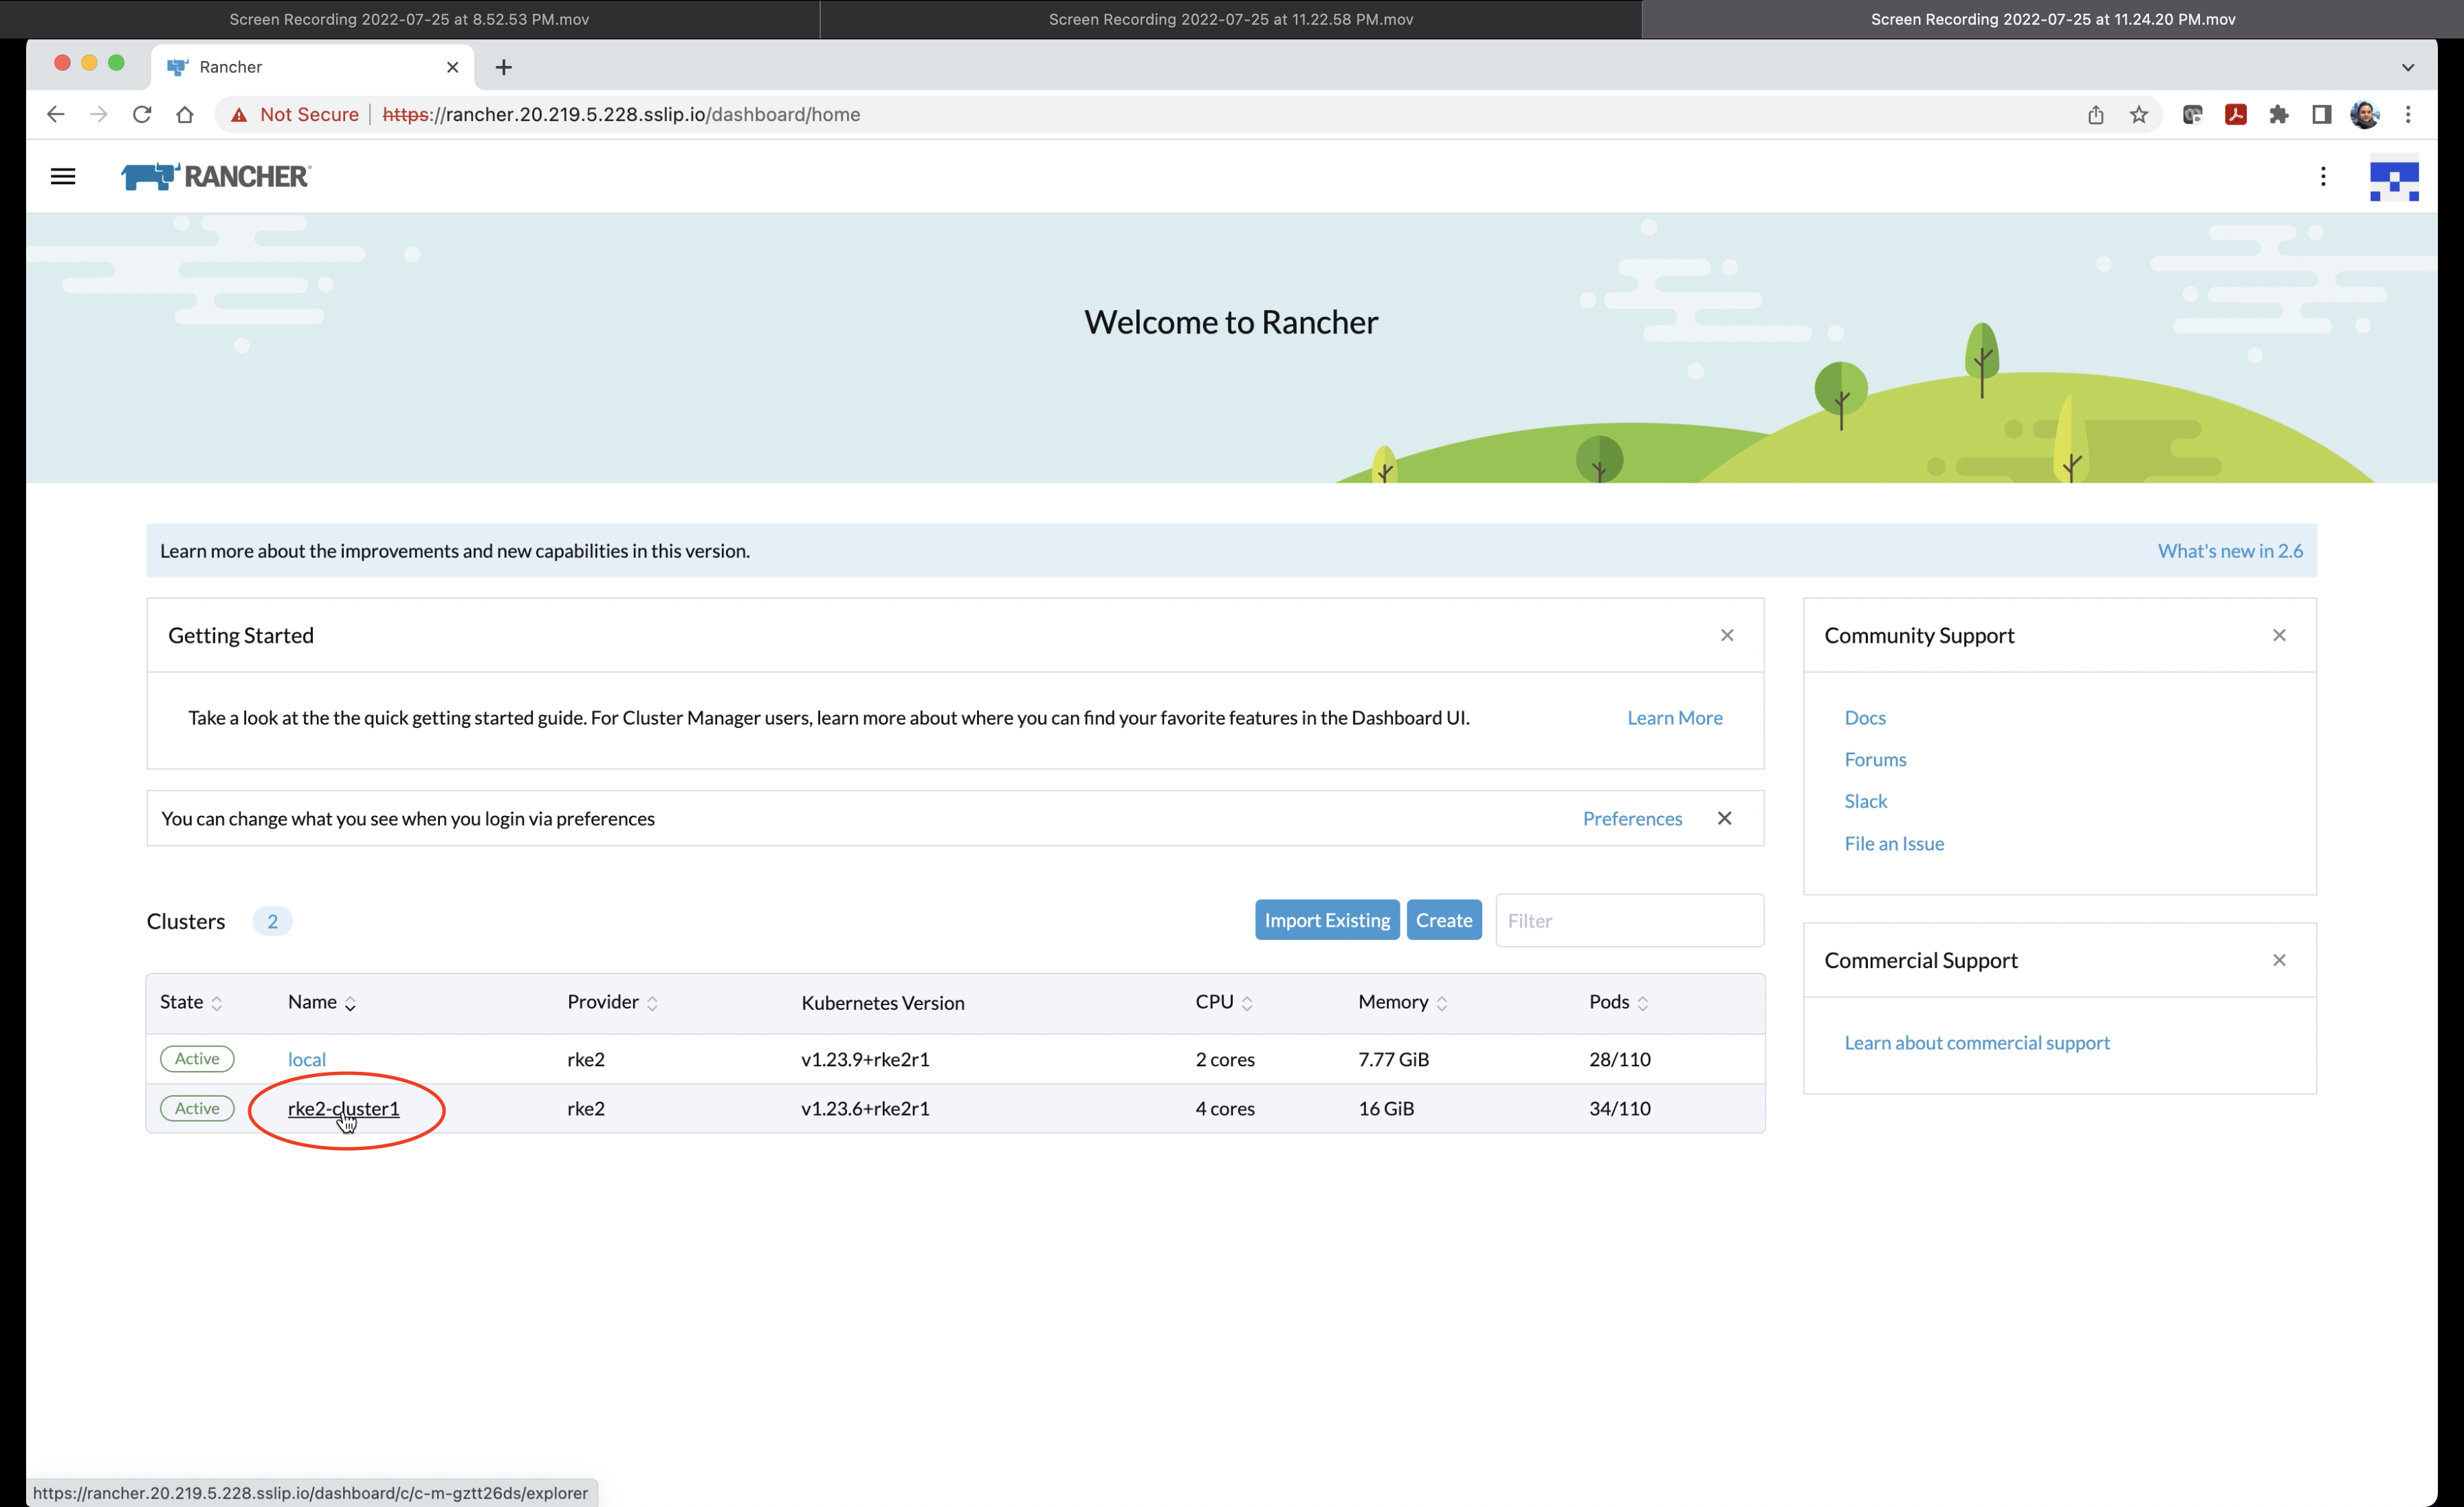 Screen Recording 2022-07-25 at 8.52.53 PM.mov
Screen Recording 2022-07-25 at 11.22.58 PM.mov
Screen Recording 2022-07-25 at 11.24.20 PM.mov
Rancher
Not Secure
https://rancher.20.219.5.228.sslip.io/dashboard/home
RANCHER
Welcome to Rancher
Learn more about the improvements and new capabilities in this version.
What's new in 2.6
Getting Started
Take a look at the the quick getting started guide. For Cluster Manager users, learn more about where you can find your favorite features in the Dashboard UI.
Learn More
You can change what you see when you login via preferences
Preferences
Clusters 2
Import Existing
Create
Filter
State Name Provider Kubernetes Version CPU Memory Pods
Active local rke2 v1.23.9+rke2r1 2 cores 7.77 GiB 28/110
Active rke2-cluster1 rke2 v1.23.6+rke2r1 4 cores 16 GiB 34/110
Community Support
Docs
Forums
Slack
File an Issue
Commercial Support
Learn about commercial support
https://rancher.20.219.5.228.sslip.io/dashboard/c/c-m-gztt26ds/explorer